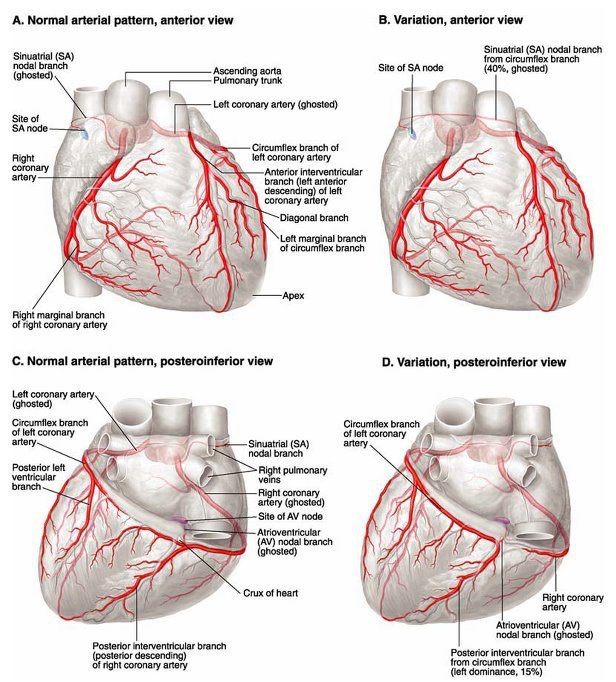 A. Normal arterial pattern, anterior view
Sinuatrial (SA)
nodal branch
(ghosted)
Ascending aorta
Pulmonary trunk
Left coronary artery (ghosted)
Site of
SA node
Right
coronary
artery
Circumflex branch of
left coronary artery
Anterior interventricular
branch (left anterior
descending) of left
coronary artery
Diagonal branch
Left marginal branch
of circumflex branch
Apex
Right marginal branch
of right coronary artery
B. Variation, anterior view
Site of SA node
Sinuatrial (SA) nodal branch
from circumflex branch
(40%, ghosted)
C. Normal arterial pattern, posteroinferior view
Left coronary artery
(ghosted)
Circumflex branch
of left coronary
artery
Posterior left
ventricular
branch
Sinuatrial (SA)
nodal branch
Right pulmonary
veins
Right coronary
artery (ghosted)
Site of AV node
Atrioventricular
(AV) nodal branch
(ghosted)
Crux of heart
Posterior interventricular branch
(posterior descending)
of right coronary artery
D. Variation, posteroinferior view
Circumflex branch
of left coronary
artery
Right coronary
artery
Atrioventricular (AV)
nodal branch (ghosted)
Posterior interventricular branch
from circumflex branch
(left dominance, 15%)